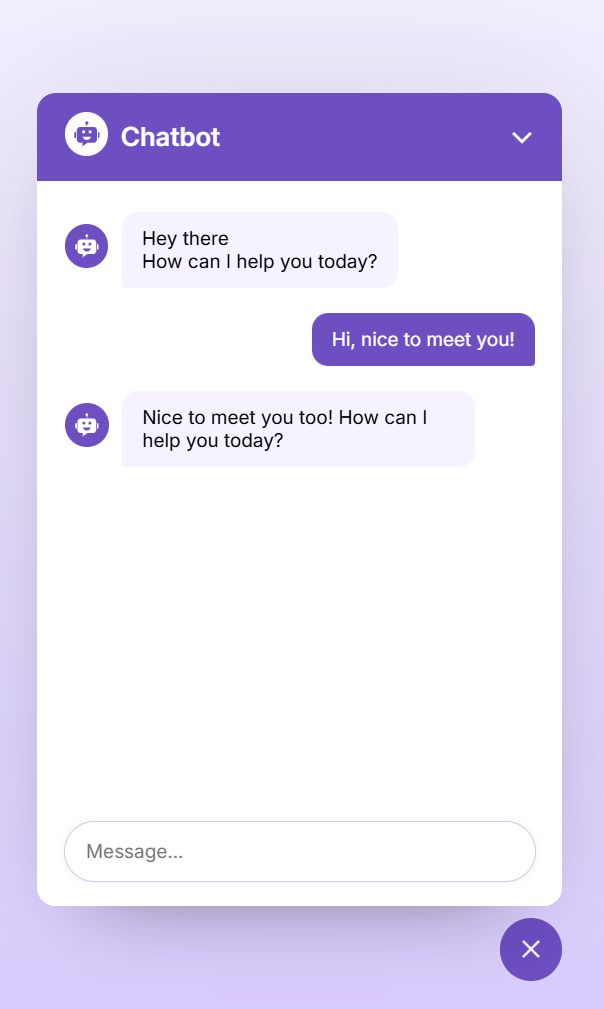 Chatbot
Hey there
How can I help you today?
Hi, nice to meet you!
Nice to meet you too! How can I
help you today?
Message...